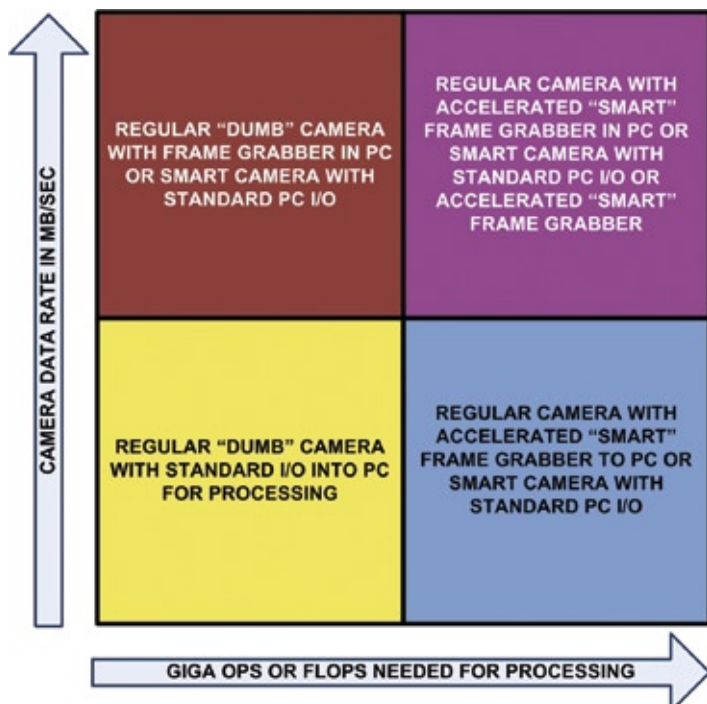 REGULAR “DUMB” CAMERA
WITH FRAME GRABBER IN PC
OR SMART CAMERA WITH
STANDARD PC I/O
REGULAR CAMERA WITH
ACCELERATED “SMART”
FRAME GRABBER IN PC OR
SMART CAMERA WITH
STANDARD PC I/O OR
ACCELERATED “SMART”
FRAME GRABBER
CAMERA DATA RATE IN MB/SEC
REGULAR “DUMB” CAMERA
WITH STANDARD I/O INTO PC
FOR PROCESSING
REGULAR CAMERA WITH
ACCELERATED “SMART”
FRAME GRABBER TO PC OR
SMART CAMERA WITH
STANDARD PC I/O
GIGA OPS OR FLOPS NEEDED FOR PROCESSING